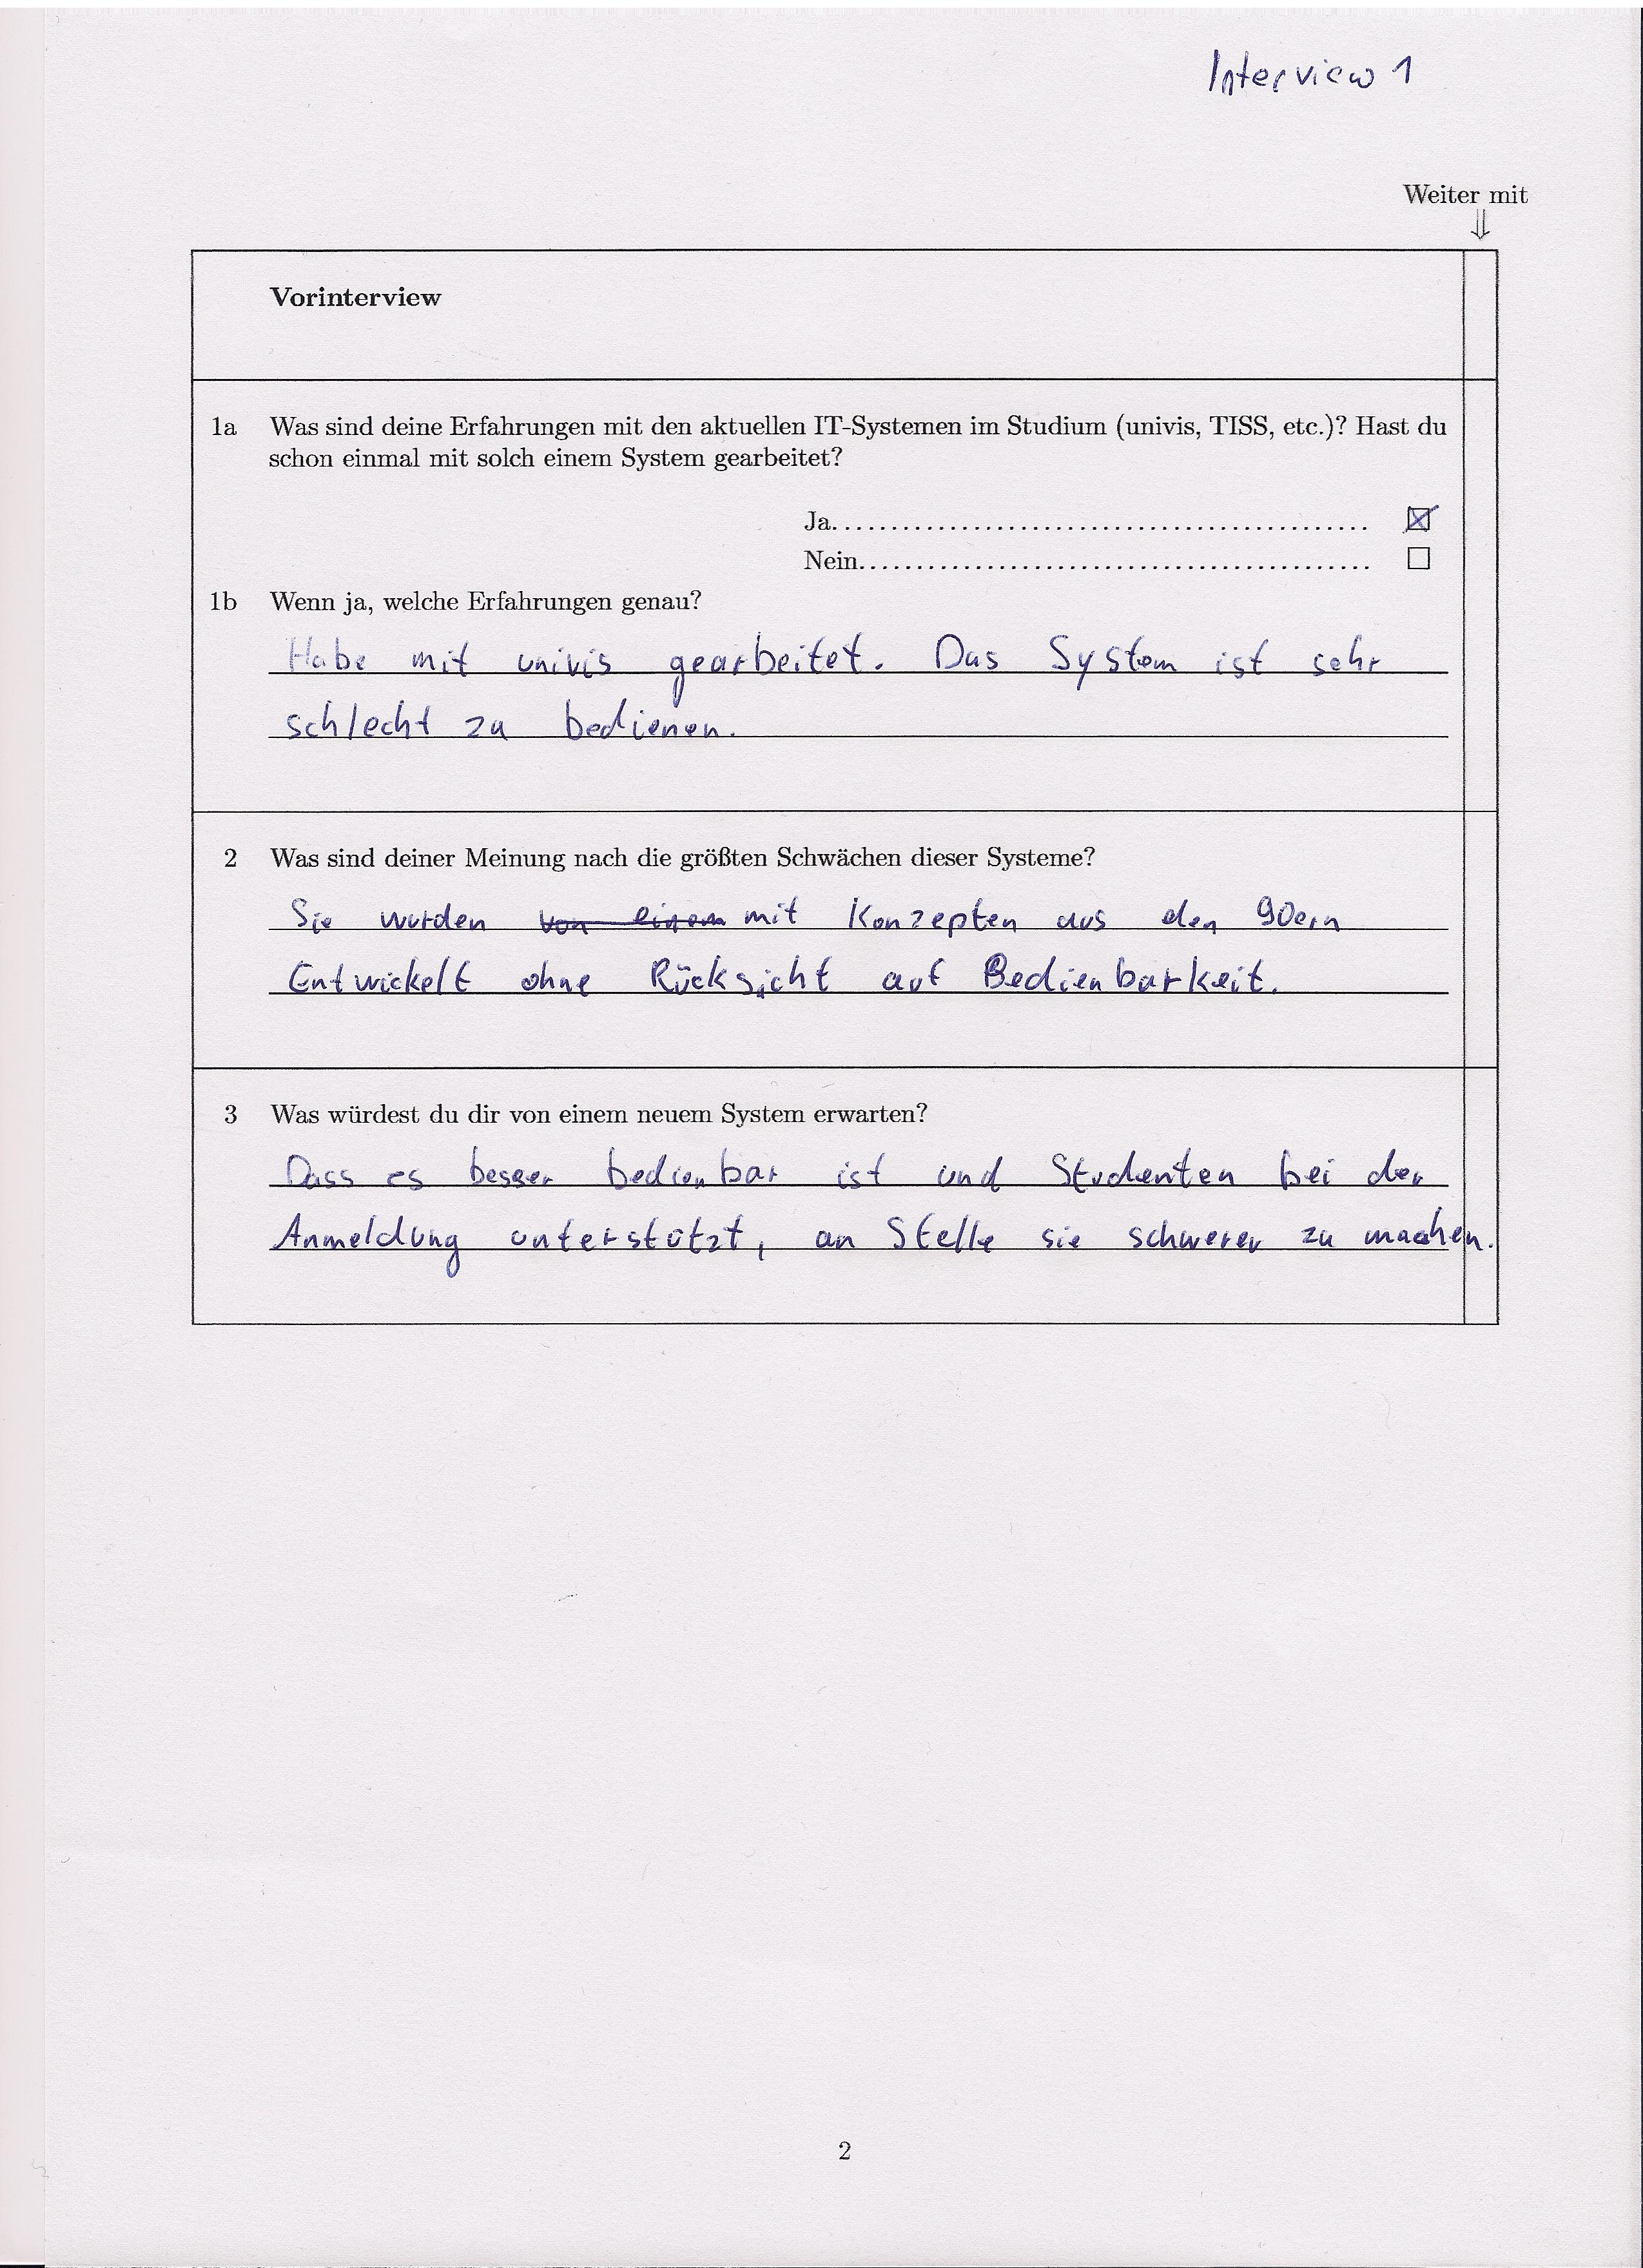 Interview 1
Weiter mit
⇓
Vorinterview
1a Was sind deine Erfahrungen mit den aktuellen IT-Systemen im Studium (univis, TISS, etc.)? Hast du
schon einmal mit solch einem System gearbeitet?
Ja............................................. ☒
Nein........................................... ☐
1b Wenn ja, welche Erfahrungen genau?
Habe mit univis gearbeitet. Das System ist sehr
schlecht zu bedienen.
2 Was sind deiner Meinung nach die größten Schwächen dieser Systeme?
Sie wurden von einem mit Konzepten aus den 90ern
Entwickelt ohne Rücksicht auf Bedienbarkeit.
3 Was würdest du dir von einem neuem System erwarten?
Dass es besser bedienbar ist und Studenten bei der
Anmeldung unterstützt, an Stelle sie schwerer zu machen.
2